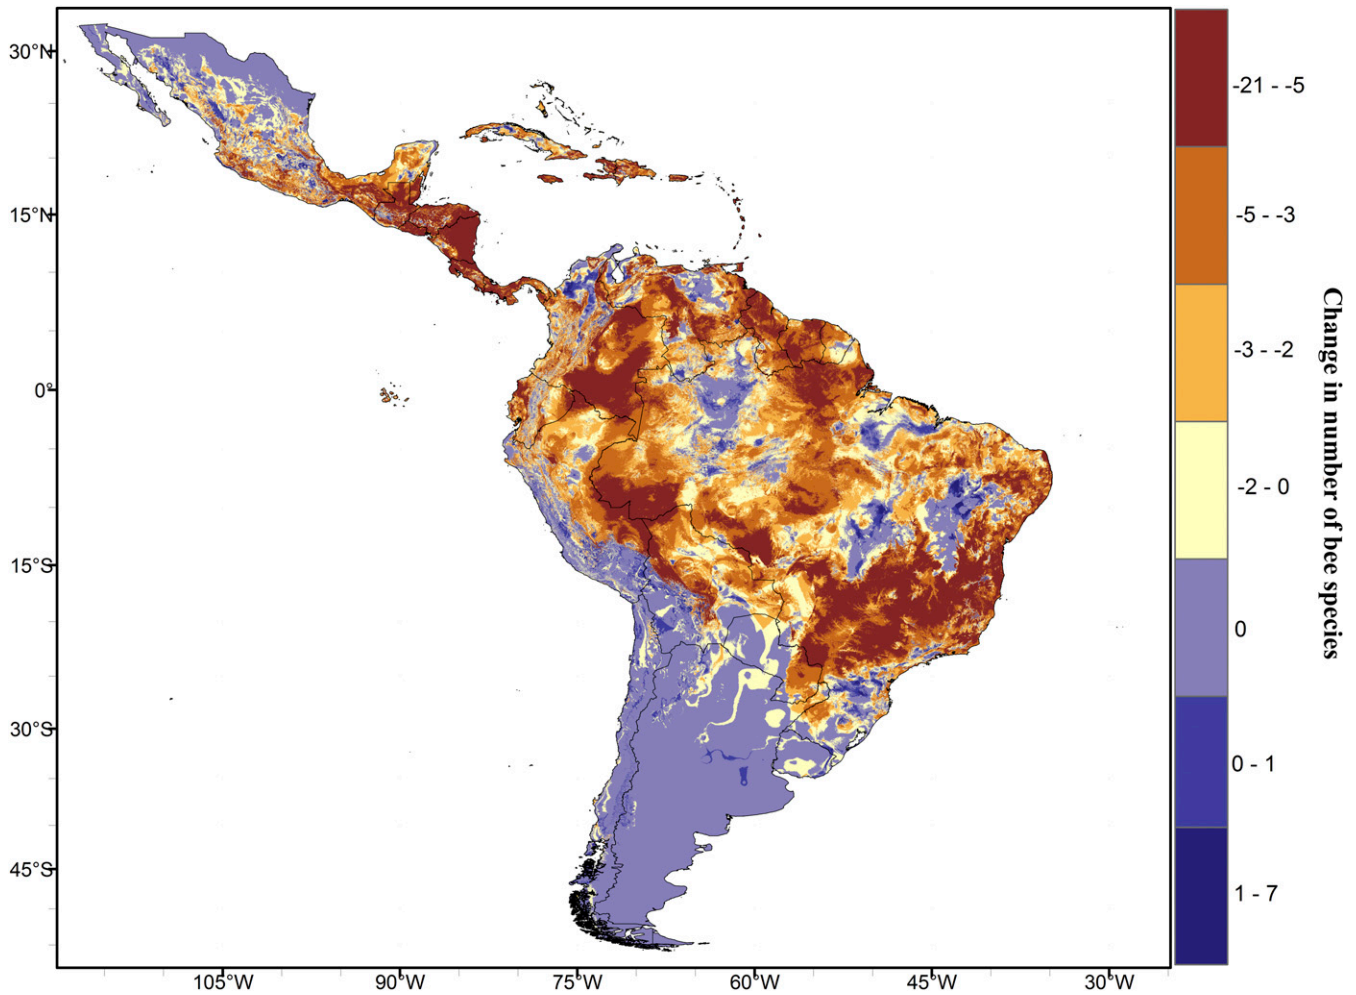 30°N
15°N
0°
15°S
30°S
45°S
105°W
90°W
75°W
60°W
45°W
30°W
-21 - -5
-5 - -3
-3 - -2
-2 - 0
0
0 - 1
1 - 7
Change in number of bee species